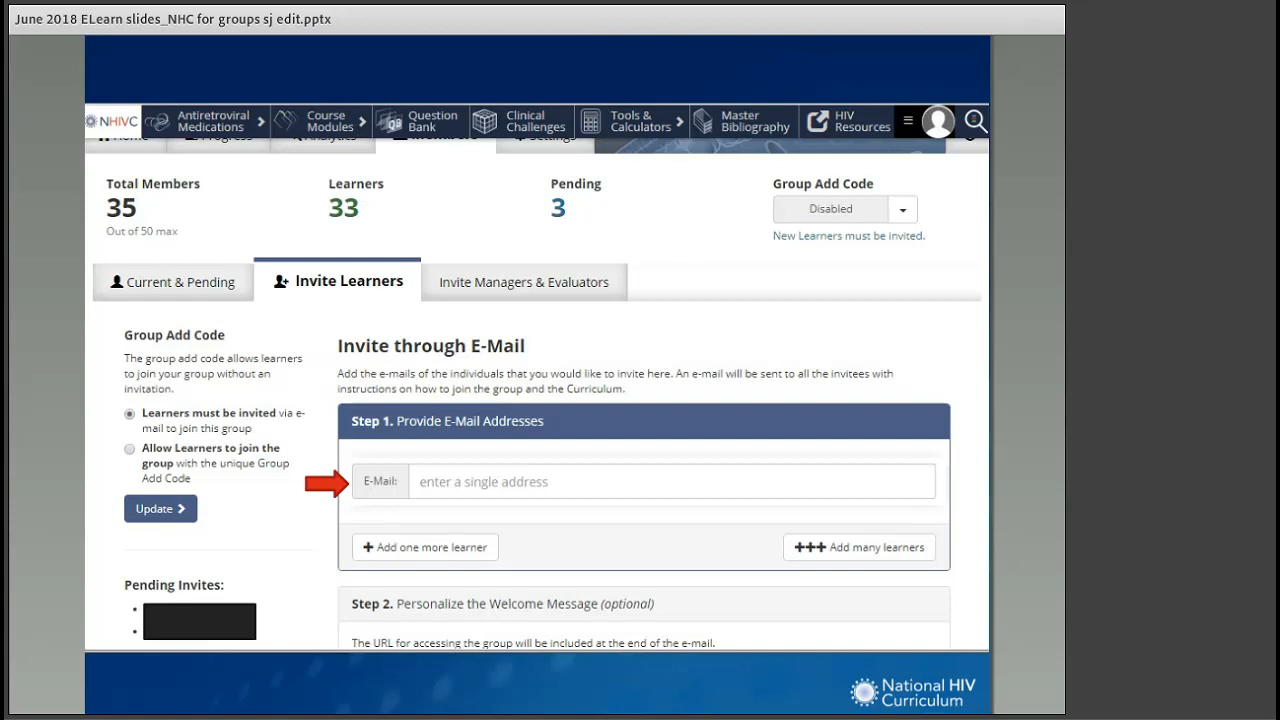 June 2018 ELearn slides_NHC for groups sj edit.pptx
NHIVC
Antiretroviral Medications
Course Modules
Question Bank
Clinical Challenges
Tools & Calculators
Master Bibliography
HIV Resources
Total Members
35
Out of 50 max
Learners
33
Pending
3
Group Add Code
Disabled
New Learners must be invited.
Current & Pending
Invite Learners
Invite Managers & Evaluators
Group Add Code
The group add code allows learners
to join your group without an
invitation.
Learners must be invited via e-
mail to join this group
Allow Learners to join the
group with the unique Group
Add Code
Update
Pending Invites:
Invite through E-Mail
Add the e-mails of the individuals that you would like to invite here. An e-mail will be sent to all the invitees with
instructions on how to join the group and the Curriculum.
Step 1. Provide E-Mail Addresses
E-Mail:
enter a single address
Add one more learner
Add many learners
Step 2. Personalize the Welcome Message (optional)
The URL for accessing the group will be included at the end of the e-mail.
National HIV
Curriculum